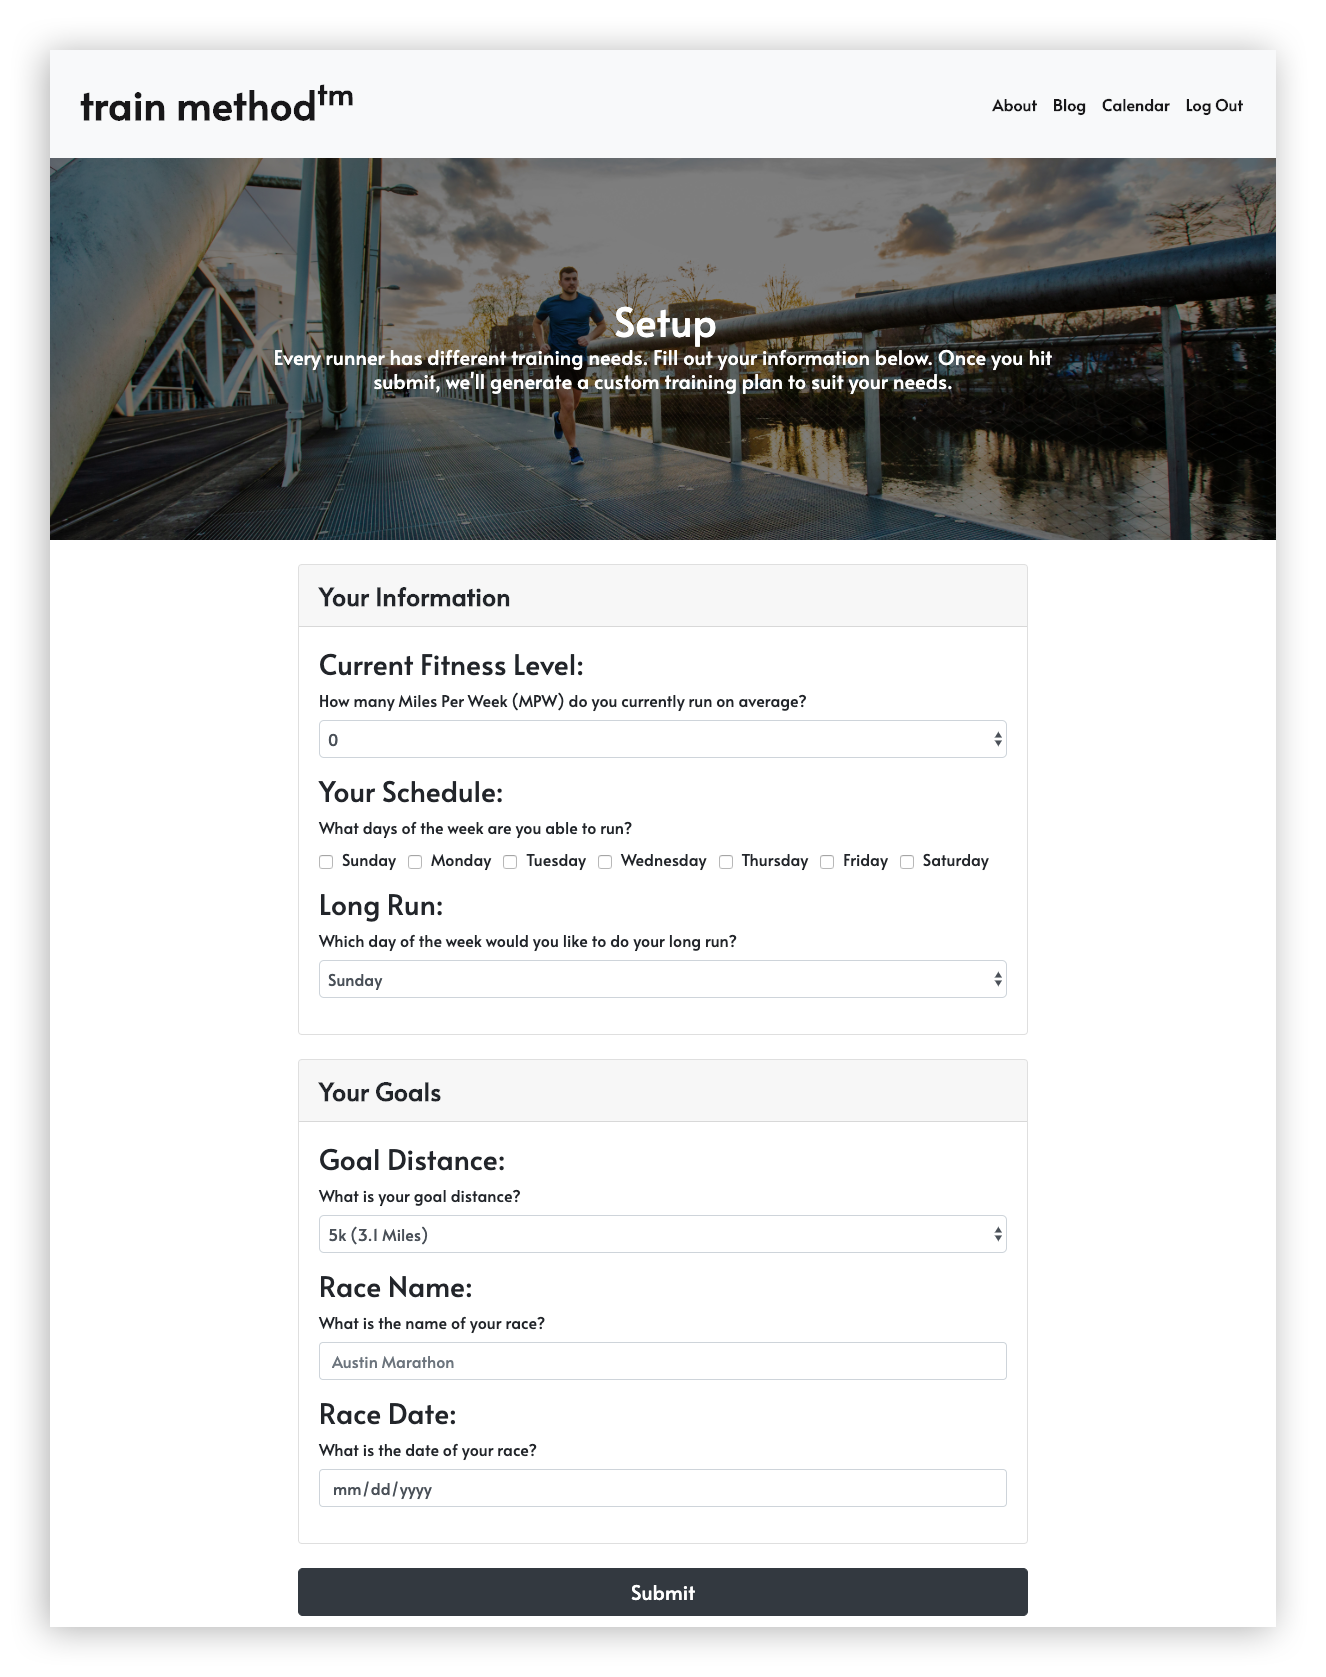 train method™
About Blog Calendar Log Out
Setup
Every runner has different training needs. Fill out your information below. Once you hit
submit, we'll generate a custom training plan to suit your needs.
Your Information
Current Fitness Level:
How many Miles Per Week (MPW) do you currently run on average?
0
Your Schedule:
What days of the week are you able to run?
Sunday Monday Tuesday Wednesday Thursday Friday Saturday
Long Run:
Which day of the week would you like to do your long run?
Sunday
Your Goals
Goal Distance:
What is your goal distance?
5k (3.1 Miles)
Race Name:
What is the name of your race?
Austin Marathon
Race Date:
What is the date of your race?
mm/dd/yyyy
Submit